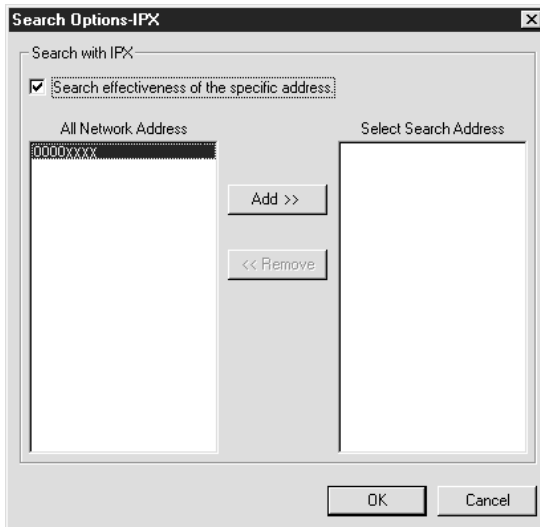 Search Options-IPX
Search with IPX
Search effectiveness of the specific address.
All Network Address
Select Search Address
0000xxxx
Add >>
<< Remove
OK
Cancel